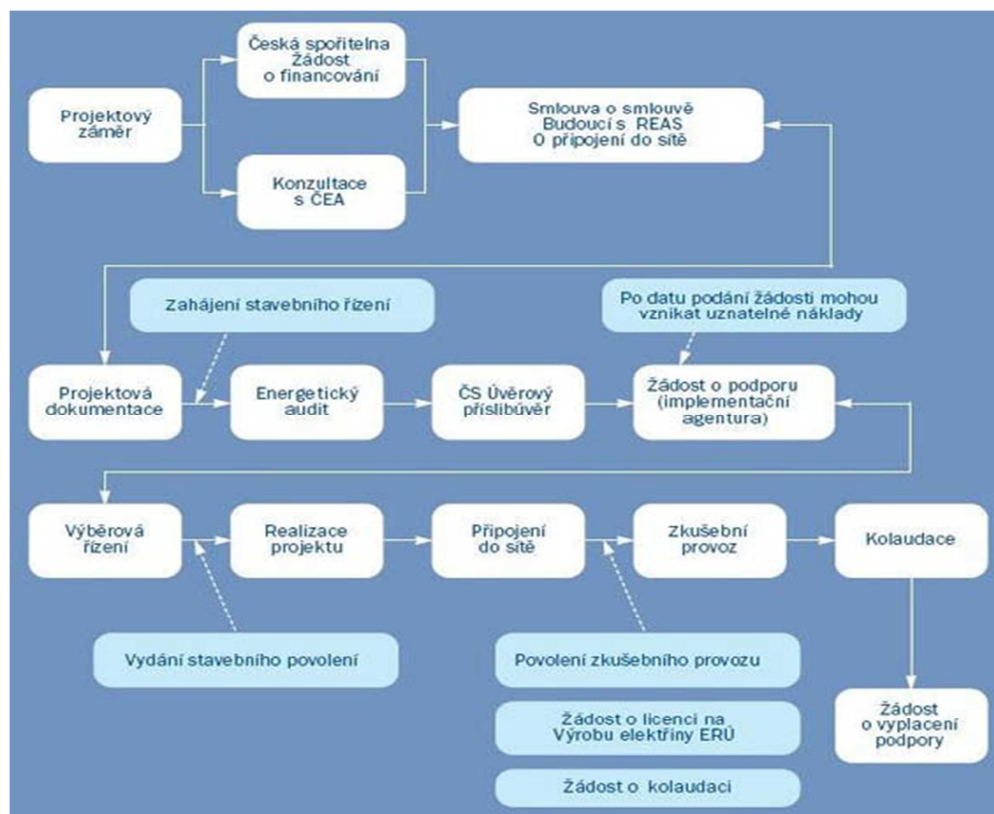 Česká spořitelna
Žádost
o financování
Projektový
záměr
Smlouva o smlouvě
Budoucí s REAS
O připojení do sítě
Konzultace
s ČEA
Zahájení stavebního řízení
Po datu podání žádosti mohou
vznikat uznatelné náklady
Projektová
dokumentace
Energetický
audit
ČS Úvěrový
příslibúvěr
Žádost o podporu
(implementační
agentura)
Výběrová
řízení
Realizace
projektu
Připojení
do sítě
Zkušební
provoz
Kolaudace
Vydání stavebního povolení
Povolení zkušebního provozu
Žádost o licenci na
Výrobu elektřiny ERÚ
Žádost o kolaudaci
Žádost
o vyplacení
podpory